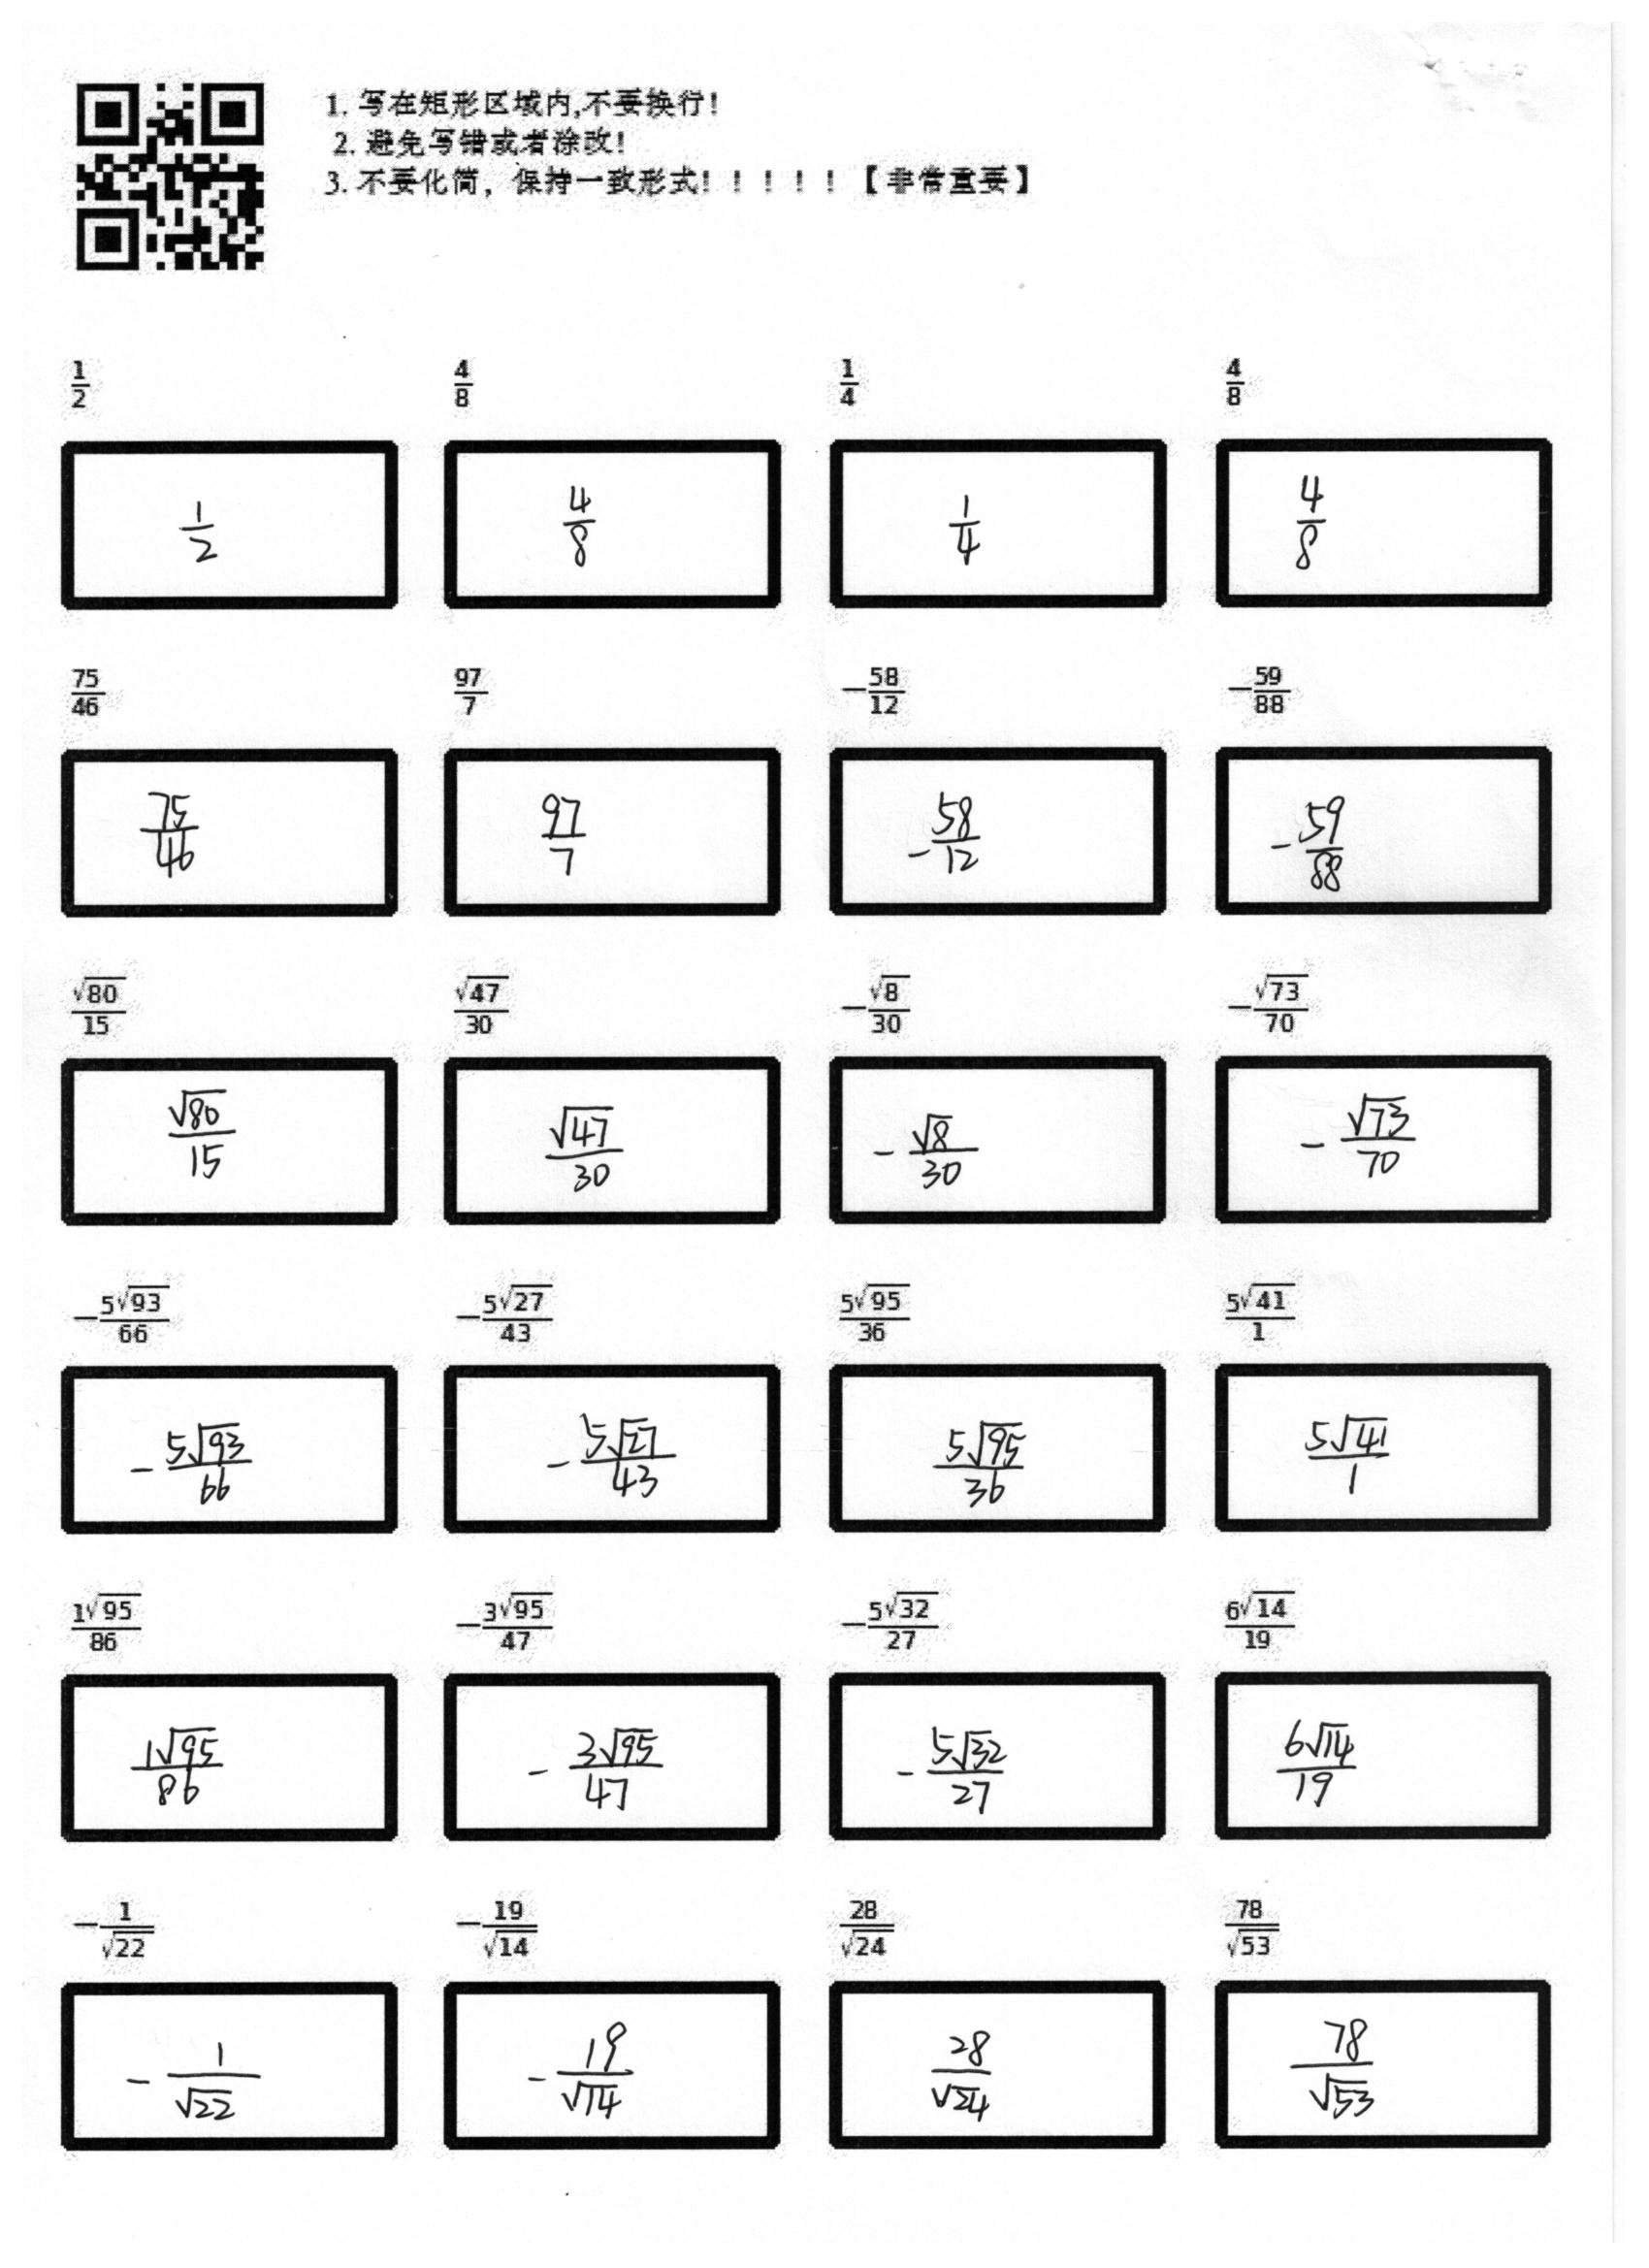 1. 写在矩形区域内,不要换行!
2. 避免写错或者涂改!
3. 不要化简，保持一致形式! ! ! ! ! 【非常重要】
\frac{1}{2} \frac{4}{8} \frac{1}{4} \frac{4}{8}
\frac{1}{2} \frac{4}{8} \frac{1}{4} \frac{4}{8}
\frac{75}{46} \frac{97}{7} -\frac{58}{12} -\frac{59}{88}
\frac{75}{46} \frac{97}{7} -\frac{58}{12} -\frac{59}{88}
\frac{\sqrt{80}}{15} \frac{\sqrt{47}}{30} -\frac{\sqrt{8}}{30} -\frac{\sqrt{73}}{70}
\frac{\sqrt{80}}{15} \frac{\sqrt{47}}{30} -\frac{\sqrt{8}}{30} -\frac{\sqrt{73}}{70}
-\frac{5\sqrt{93}}{66} -\frac{5\sqrt{27}}{43} \frac{5\sqrt{95}}{36} \frac{5\sqrt{41}}{1}
-\frac{5\sqrt{93}}{66} -\frac{5\sqrt{27}}{43} \frac{5\sqrt{95}}{36} \frac{5\sqrt{41}}{1}
\frac{1\sqrt{95}}{86} -\frac{3\sqrt{95}}{47} -\frac{5\sqrt{32}}{27} \frac{6\sqrt{14}}{19}
\frac{1\sqrt{95}}{86} -\frac{3\sqrt{95}}{47} -\frac{5\sqrt{32}}{27} \frac{6\sqrt{14}}{19}
-\frac{1}{\sqrt{22}} -\frac{19}{\sqrt{14}} \frac{28}{\sqrt{24}} \frac{78}{\sqrt{53}}
-\frac{1}{\sqrt{22}} -\frac{19}{\sqrt{14}} \frac{28}{\sqrt{24}} \frac{78}{\sqrt{53}}